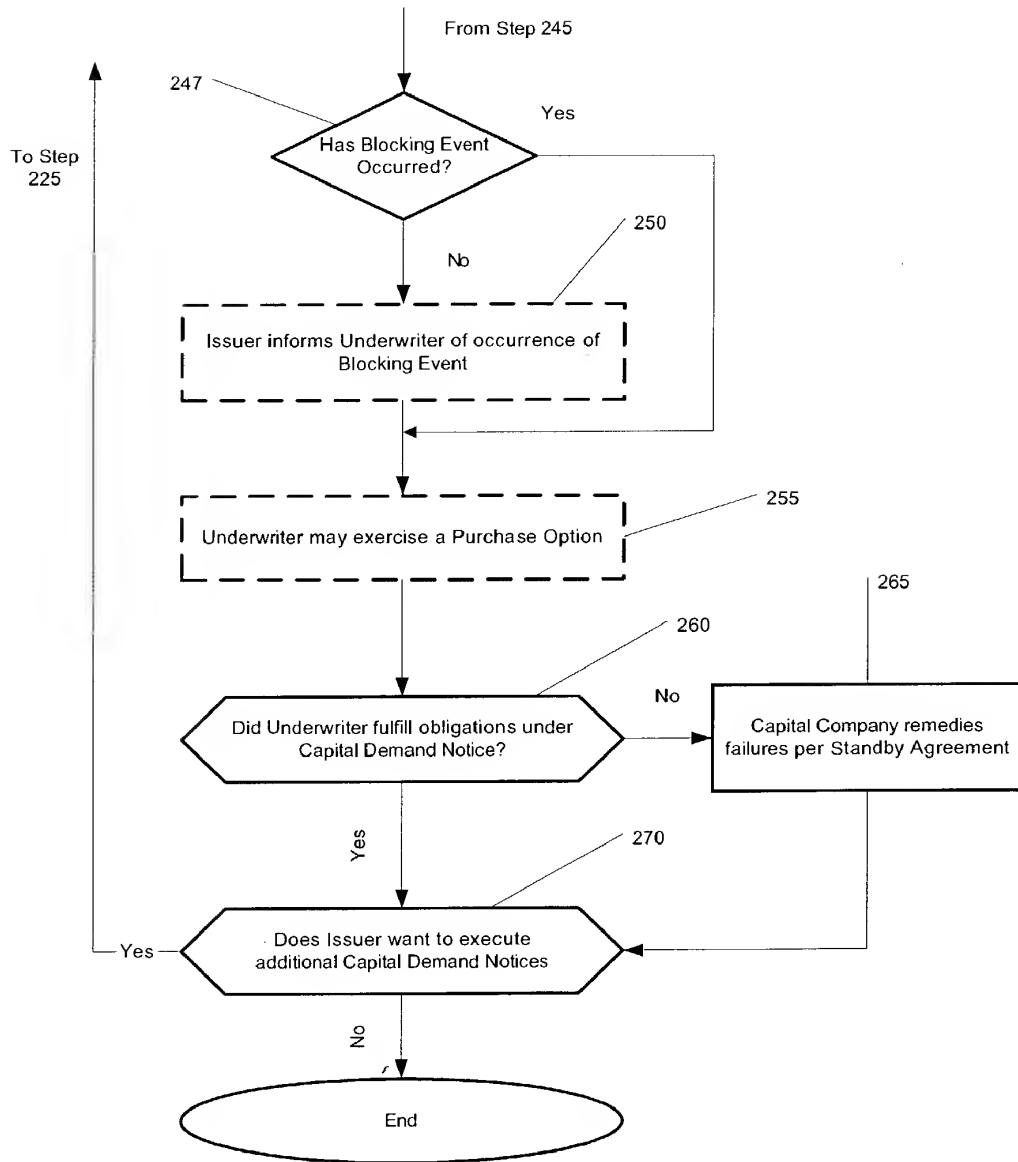 From Step 245
247
Yes
Has Blocking Event
Occurred?
To Step
225
250
No
Issuer informs Underwriter of occurrence of
Blocking Event
255
Underwriter may exercise a Purchase Option
265
260
No
Did Underwriter fulfill obligations under
Capital Demand Notice?
Capital Company remedies
failures per Standby Agreement
Yes
270
Does Issuer want to execute
additional Capital Demand Notices
Yes
No
End